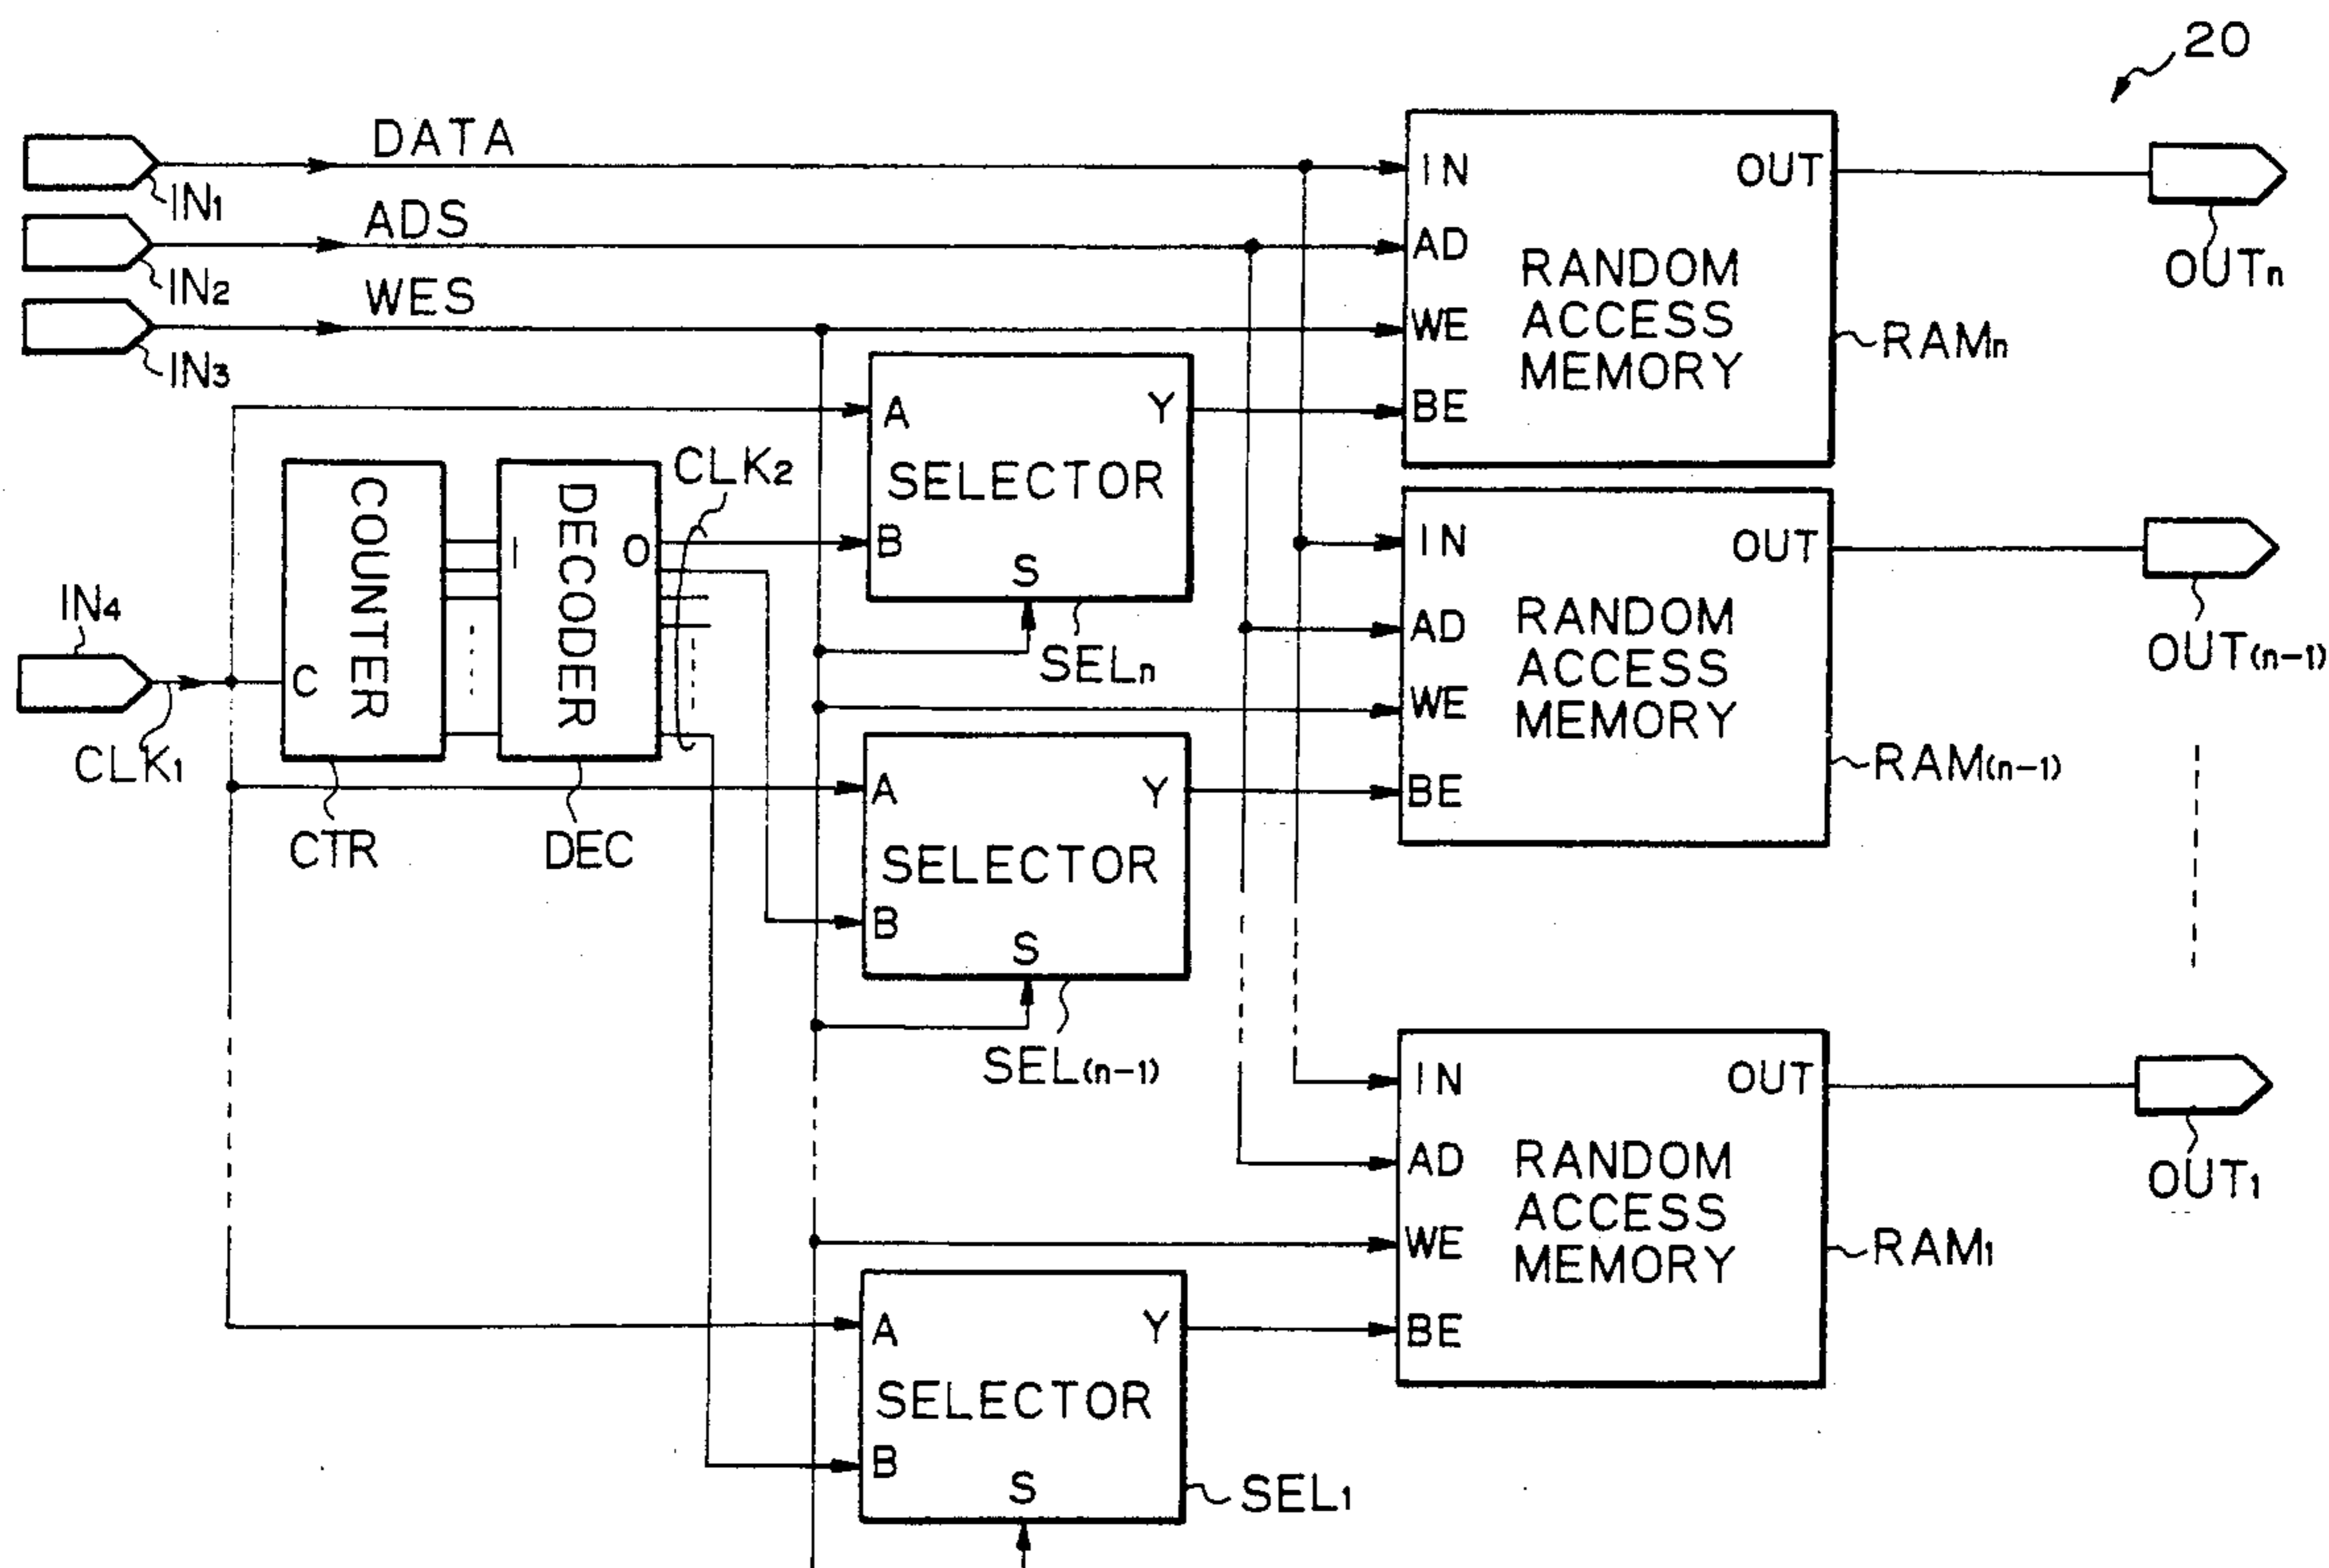 20
DATA
IN1
ADS
IN2
WES
IN3
IN OUT
AD
WE
BE
RANDOM
ACCESS
MEMORY
OUTn
RAMn
A Y
SELECTOR
B
S
SELn
CLK2
COUNTER
C
CTR
I DECODER O
DEC
IN4
CLK1
IN OUT
AD
WE
BE
RANDOM
ACCESS
MEMORY
OUT(n-1)
RAM(n-1)
A Y
SELECTOR
B
S
SEL(n-1)
IN OUT
AD
WE
BE
RANDOM
ACCESS
MEMORY
OUT1
RAM1
A Y
SELECTOR
B
S
SEL1